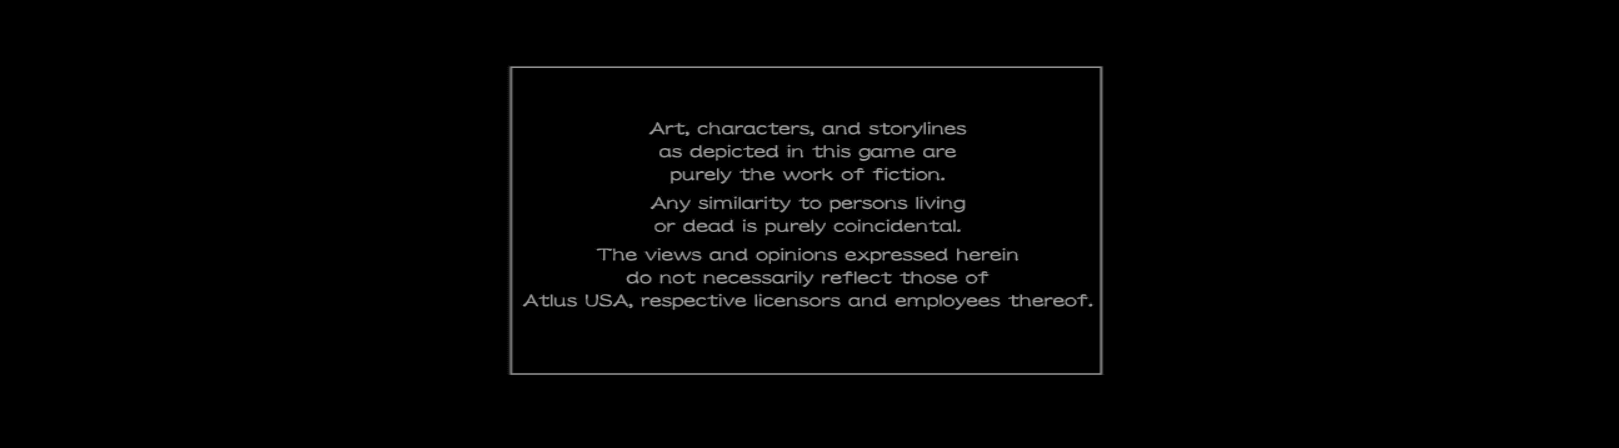 Art, characters, and storylines
as depicted in this game are
purely the work of fiction.
Any similarity to persons living
or dead is purely coincidental.
The views and opinions expressed herein
do not necessarily reflect those of
Atlus USA, respective licensors and employees thereof.